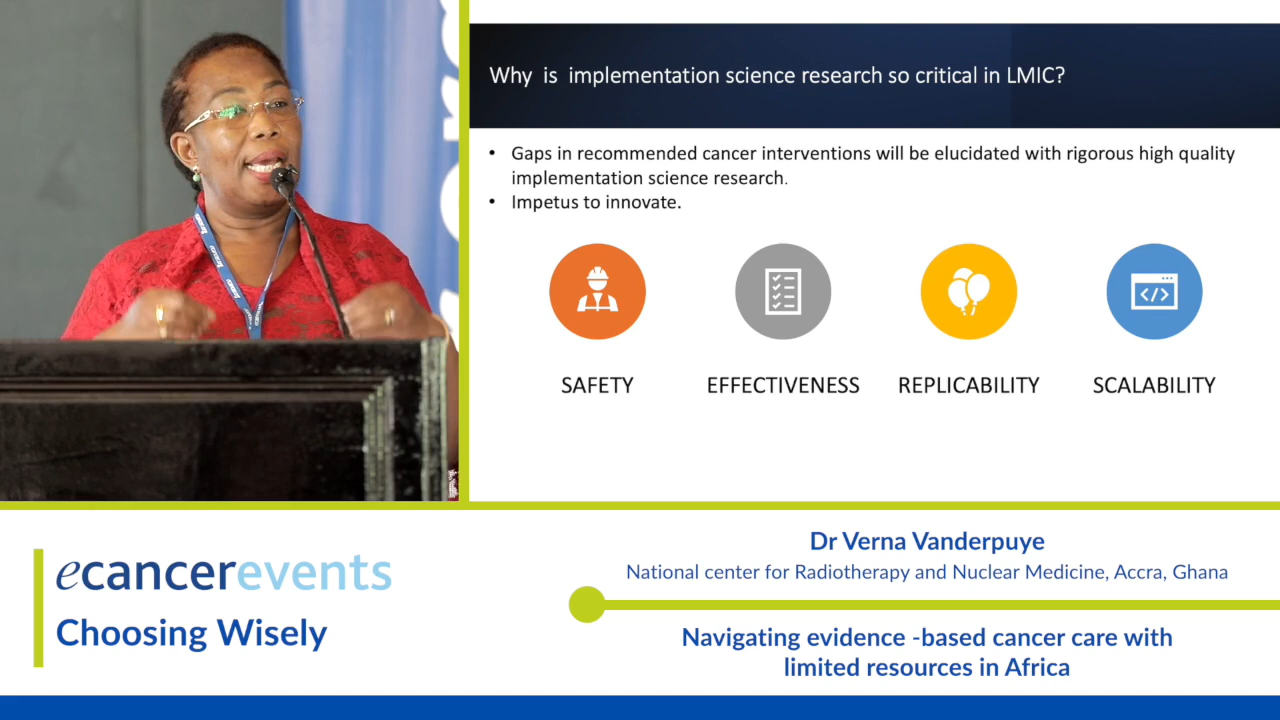 Why is implementation science research so critical in LMIC?
• Gaps in recommended cancer interventions will be elucidated with rigorous high quality
implementation science research.
• Impetus to innovate.
SAFETY
EFFECTIVENESS
REPLICABILITY
SCALABILITY
ecancerevents
Choosing Wisely
Dr Verna Vanderpuye
National center for Radiotherapy and Nuclear Medicine, Accra, Ghana
Navigating evidence -based cancer care with
limited resources in Africa